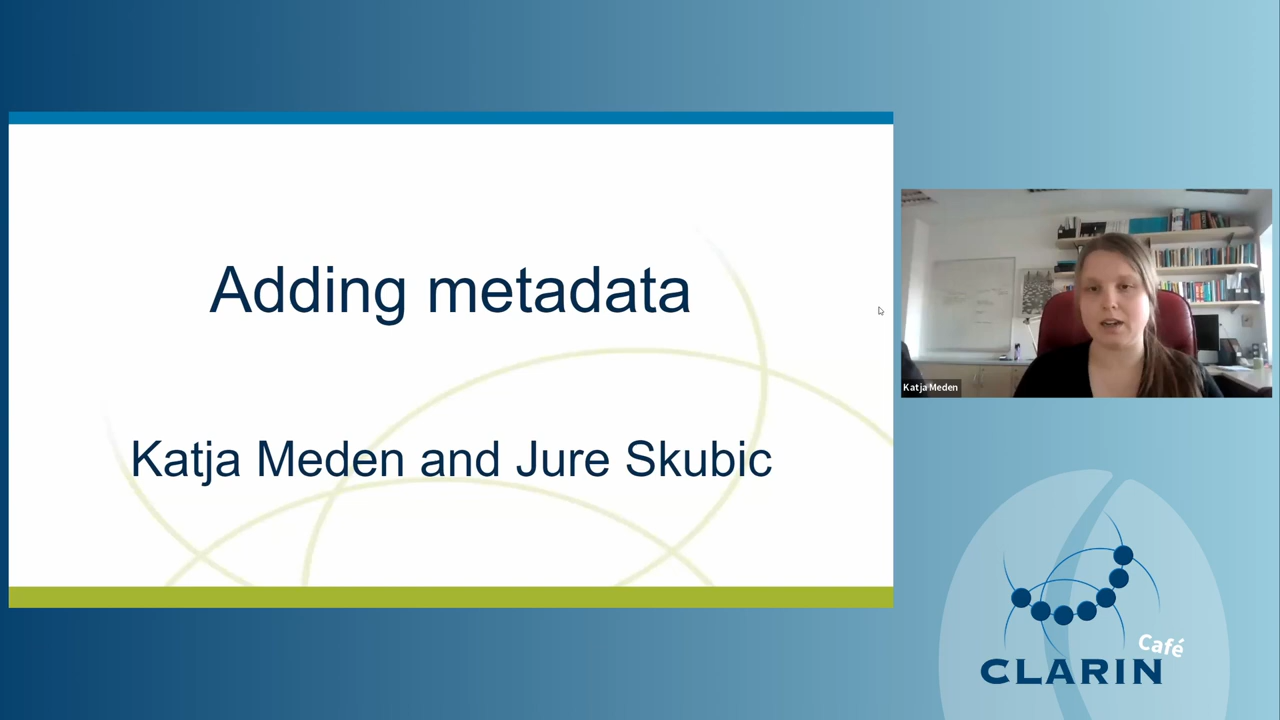 Adding metadata
Katja Meden and Jure Skubic
Katja Meden
Café
CLARIN